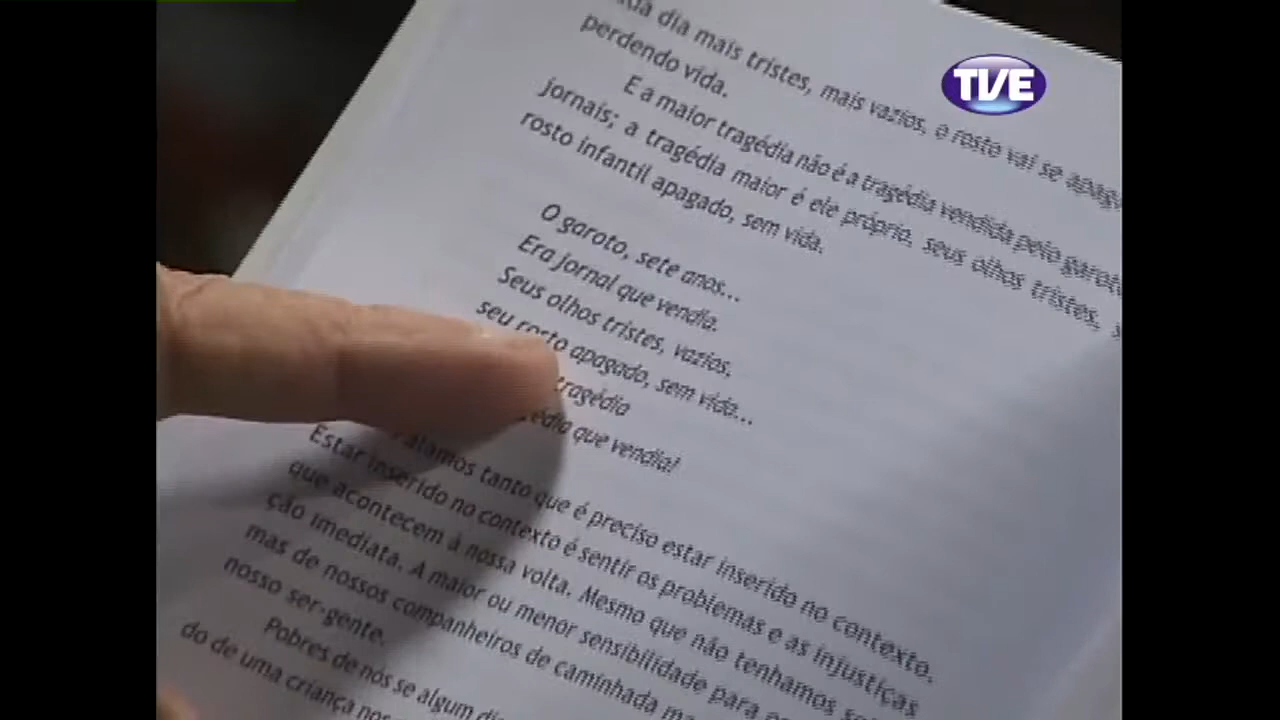 TVE
dia mais tristes, mais vazios, o rosto vai se
perdendo vida.
E a maior tragédia não é a tragédia vendida pelo
jornais; a tragédia maior é ele próprio, seus olhos tristes,
rosto infantil apagado, sem vida.
O garoto, sete anos...
Era jornal que vendia.
Seus olhos tristes, vazios,
seu rosto apagado, sem vida...
tragédia
que vendia!
tanto que é preciso estar inserido no contexto.
Estar inserido no contexto é sentir os problemas e as injustiças
que acontecem à nossa volta. Mesmo que não tenhamos
ção imediata. A maior ou menor sensibilidade para
mas de nossos companheiros de caminhada
nosso ser-gente.
Pobres de nós se algum
do de uma criança